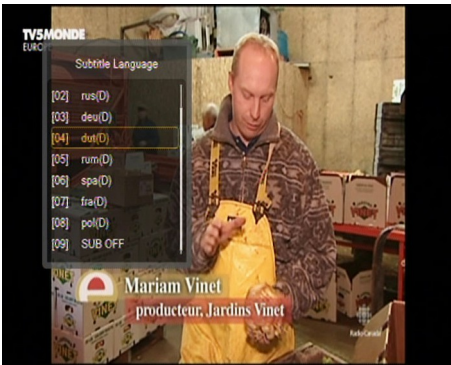 TV5MONDE
EURO
Subtitle Language
[02] rus(D)
[03] deu(D)
[04] dut(D)
[05] rum(D)
[06] spa(D)
[07] fra(D)
[08] pol(D)
[09] SUB OFF
Mariam Vinet
producteur, Jardins Vinet
Radio-Canada